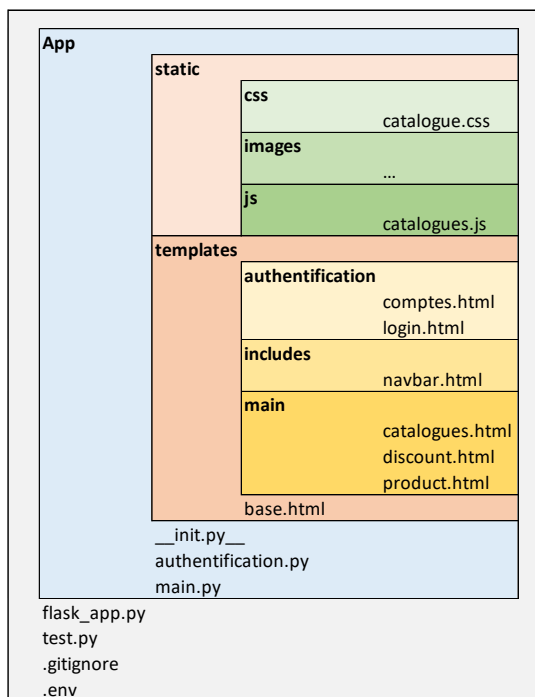 App
static
css
catalogue.css
images
...
js
catalogues.js
templates
authentification
comptes.html
login.html
includes
navbar.html
main
catalogues.html
discount.html
product.html
base.html
__init.py__
authentification.py
main.py
flask_app.py
test.py
.gitignore
.env